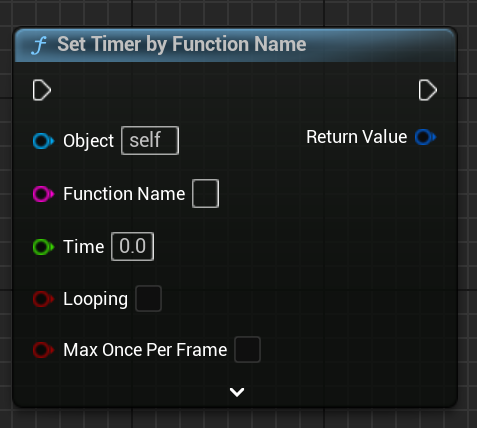 f Set Timer by Function Name
Object self
Return Value
Function Name
Time 0.0
Looping
Max Once Per Frame